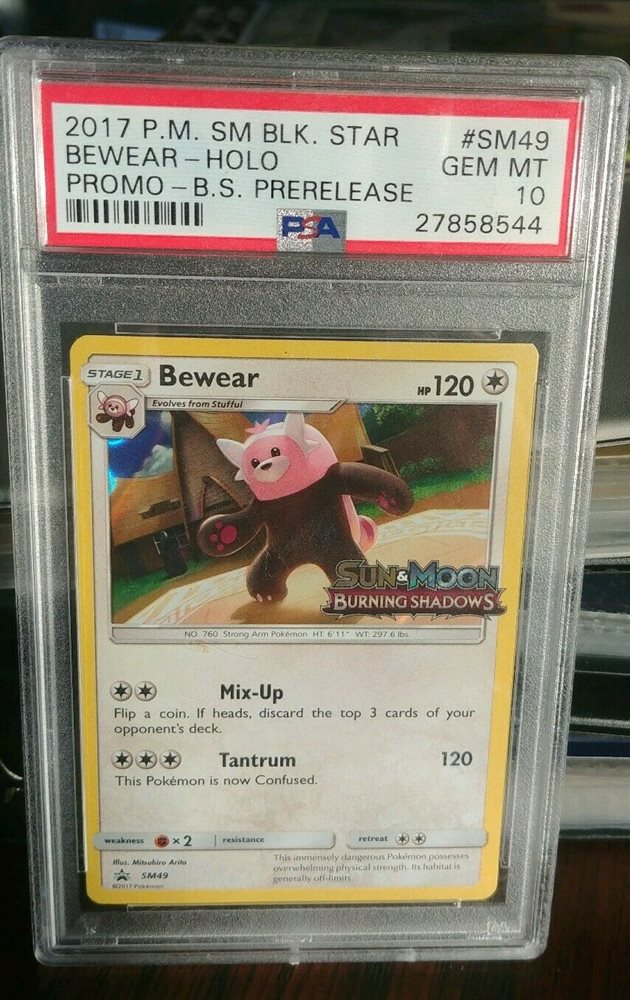 2017 P.M. SM BLK. STAR #SM49
BEWEAR – HOLO GEM MT
PROMO – B.S. PRERELEASE 10
PSA 27858544
STAGE 1 Bewear HP 120
Evolves from Stufful
SUN & MOON
BURNING SHADOWS
NO. 760 Strong Arm Pokémon HT: 6'11" WT: 297.6 lbs.
Mix-Up
Flip a coin. If heads, discard the top 3 cards of your
opponent's deck.
Tantrum 120
This Pokémon is now Confused.
weakness ×2 resistance retreat
Illus. Mitsuhiro Arita
SM49
©2017 Pokémon
This immensely dangerous Pokémon possesses
overwhelming physical strength. Its habitat is
generally off-limits.